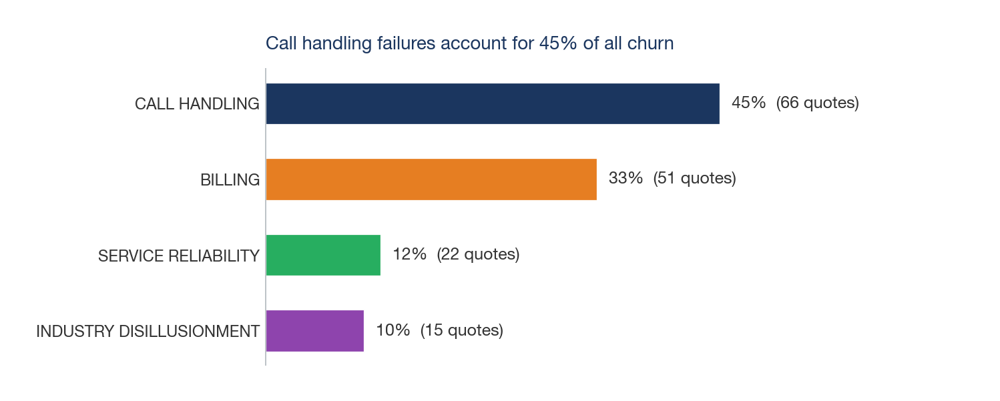 Call handling failures account for 45% of all churn
CALL HANDLING 45% (66 quotes)
BILLING 33% (51 quotes)
SERVICE RELIABILITY 12% (22 quotes)
INDUSTRY DISILLUSIONMENT 10% (15 quotes)